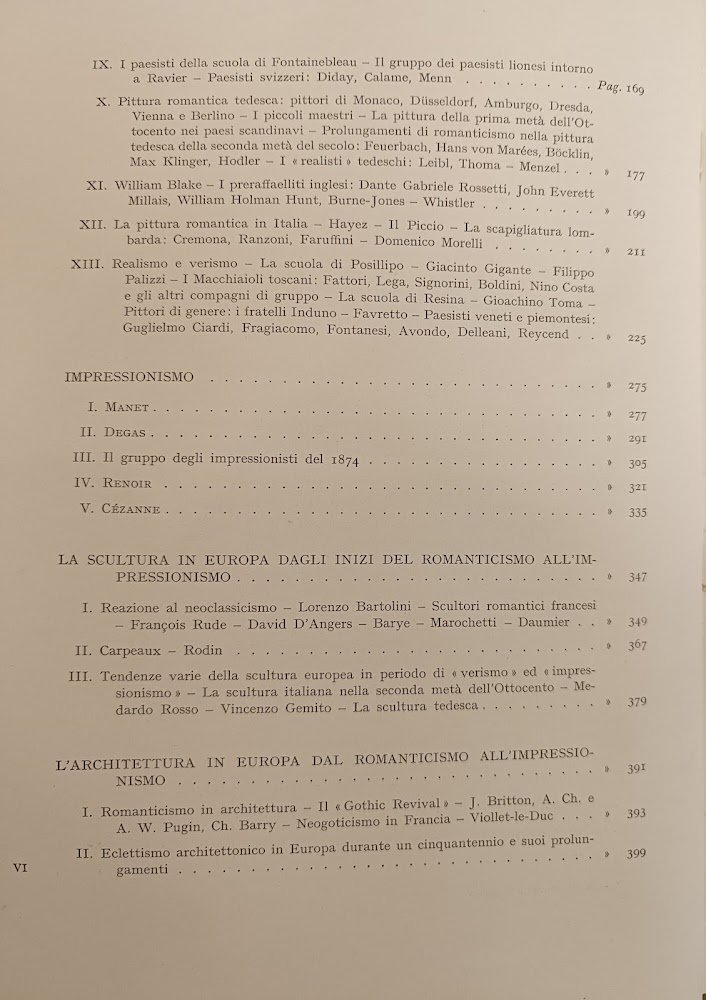 IX. I paesisti della scuola di Fontainebleau – Il gruppo dei paesisti lionesi intorno
a Ravier – Paesisti svizzeri: Diday, Calame, Menn . . . . . . . . . Pag. 169
X. Pittura romantica tedesca: pittori di Monaco, Düsseldorf, Amburgo, Dresda,
Vienna e Berlino – I piccoli maestri – La pittura della prima metà dell'Ot-
tocento nei paesi scandinavi – Prolungamenti di romanticismo nella pittura
tedesca della seconda metà del secolo: Feuerbach, Hans von Marées, Böcklin,
Max Klinger, Hodler – I « realisti » tedeschi: Leibl, Thoma – Menzel . . . » 177
XI. William Blake – I preraffaelliti inglesi: Dante Gabriele Rossetti, John Everett
Millais, William Holman Hunt, Burne-Jones – Whistler . . . . . . . . » 199
XII. La pittura romantica in Italia – Hayez – Il Piccio – La scapigliatura lom-
barda: Cremona, Ranzoni, Faruffini – Domenico Morelli . . . . . . . » 211
XIII. Realismo e verismo – La scuola di Posillipo – Giacinto Gigante – Filippo
Palizzi – I Macchiaioli toscani: Fattori, Lega, Signorini, Boldini, Nino Costa
e gli altri compagni di gruppo – La scuola di Resina – Gioachino Toma –
Pittori di genere: i fratelli Induno – Favretto – Paesisti veneti e piemontesi:
Guglielmo Ciardi, Fragiacomo, Fontanesi, Avondo, Delleani, Reycend . . » 225
IMPRESSIONISMO . . . . . . . . . . . . . . . . . . . . . . . . . . » 275
I. MANET . . . . . . . . . . . . . . . . . . . . . . . . . . . . . . » 277
II. DEGAS . . . . . . . . . . . . . . . . . . . . . . . . . . . . . . » 291
III. Il gruppo degli impressionisti del 1874 . . . . . . . . . . . . . . . . » 305
IV. RENOIR . . . . . . . . . . . . . . . . . . . . . . . . . . . . . . » 321
V. CÉZANNE . . . . . . . . . . . . . . . . . . . . . . . . . . . . . » 335
LA SCULTURA IN EUROPA DAGLI INIZI DEL ROMANTICISMO ALL'IM-
PRESSIONISMO . . . . . . . . . . . . . . . . . . . . . . . . . » 347
I. Reazione al neoclassicismo – Lorenzo Bartolini – Scultori romantici francesi
– François Rude – David D'Angers – Barye – Marochetti – Daumier . . » 349
II. Carpeaux – Rodin . . . . . . . . . . . . . . . . . . . . . . . . . » 367
III. Tendenze varie della scultura europea in periodo di « verismo » ed « impres-
sionismo » – La scultura italiana nella seconda metà dell'Ottocento – Me-
dardo Rosso – Vincenzo Gemito – La scultura tedesca . . . . . . . . » 379
L'ARCHITETTURA IN EUROPA DAL ROMANTICISMO ALL'IMPRESSIO-
NISMO . . . . . . . . . . . . . . . . . . . . . . . . . . . . . » 391
I. Romanticismo in architettura – Il « Gothic Revival » – J. Britton, A. Ch. e
A. W. Pugin, Ch. Barry – Neogoticismo in Francia – Viollet-le-Duc . . . » 393
II. Eclettismo architettonico in Europa durante un cinquantennio e suoi prolun-
gamenti . . . . . . . . . . . . . . . . . . . . . . . . . . . . . » 399
VI